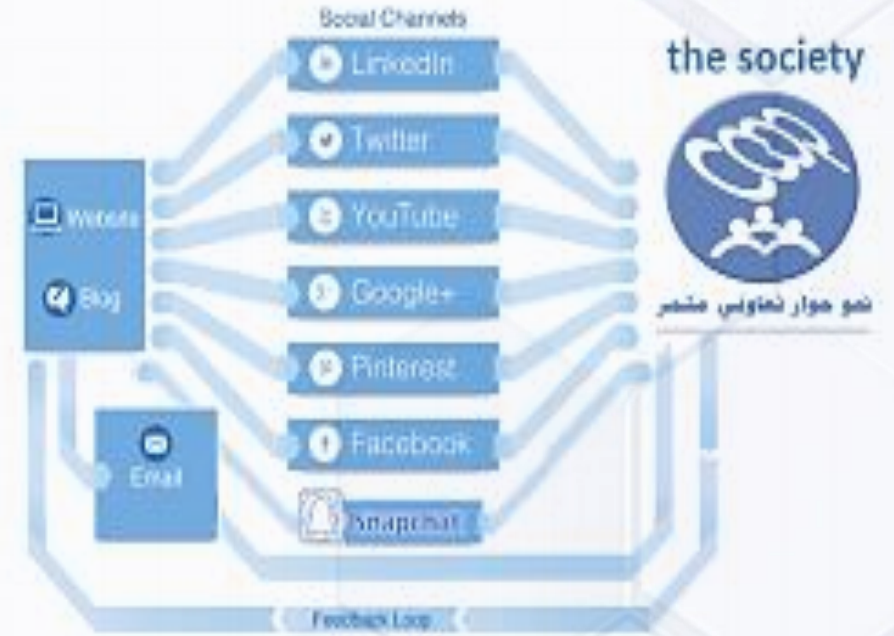 Social Channels
LinkedIn
Twitter
YouTube
Google+
Pinterest
Facebook
Snapchat
Website
Blog
Email
Feedback Loop
the society
نحو حوار تعاوني مثمر